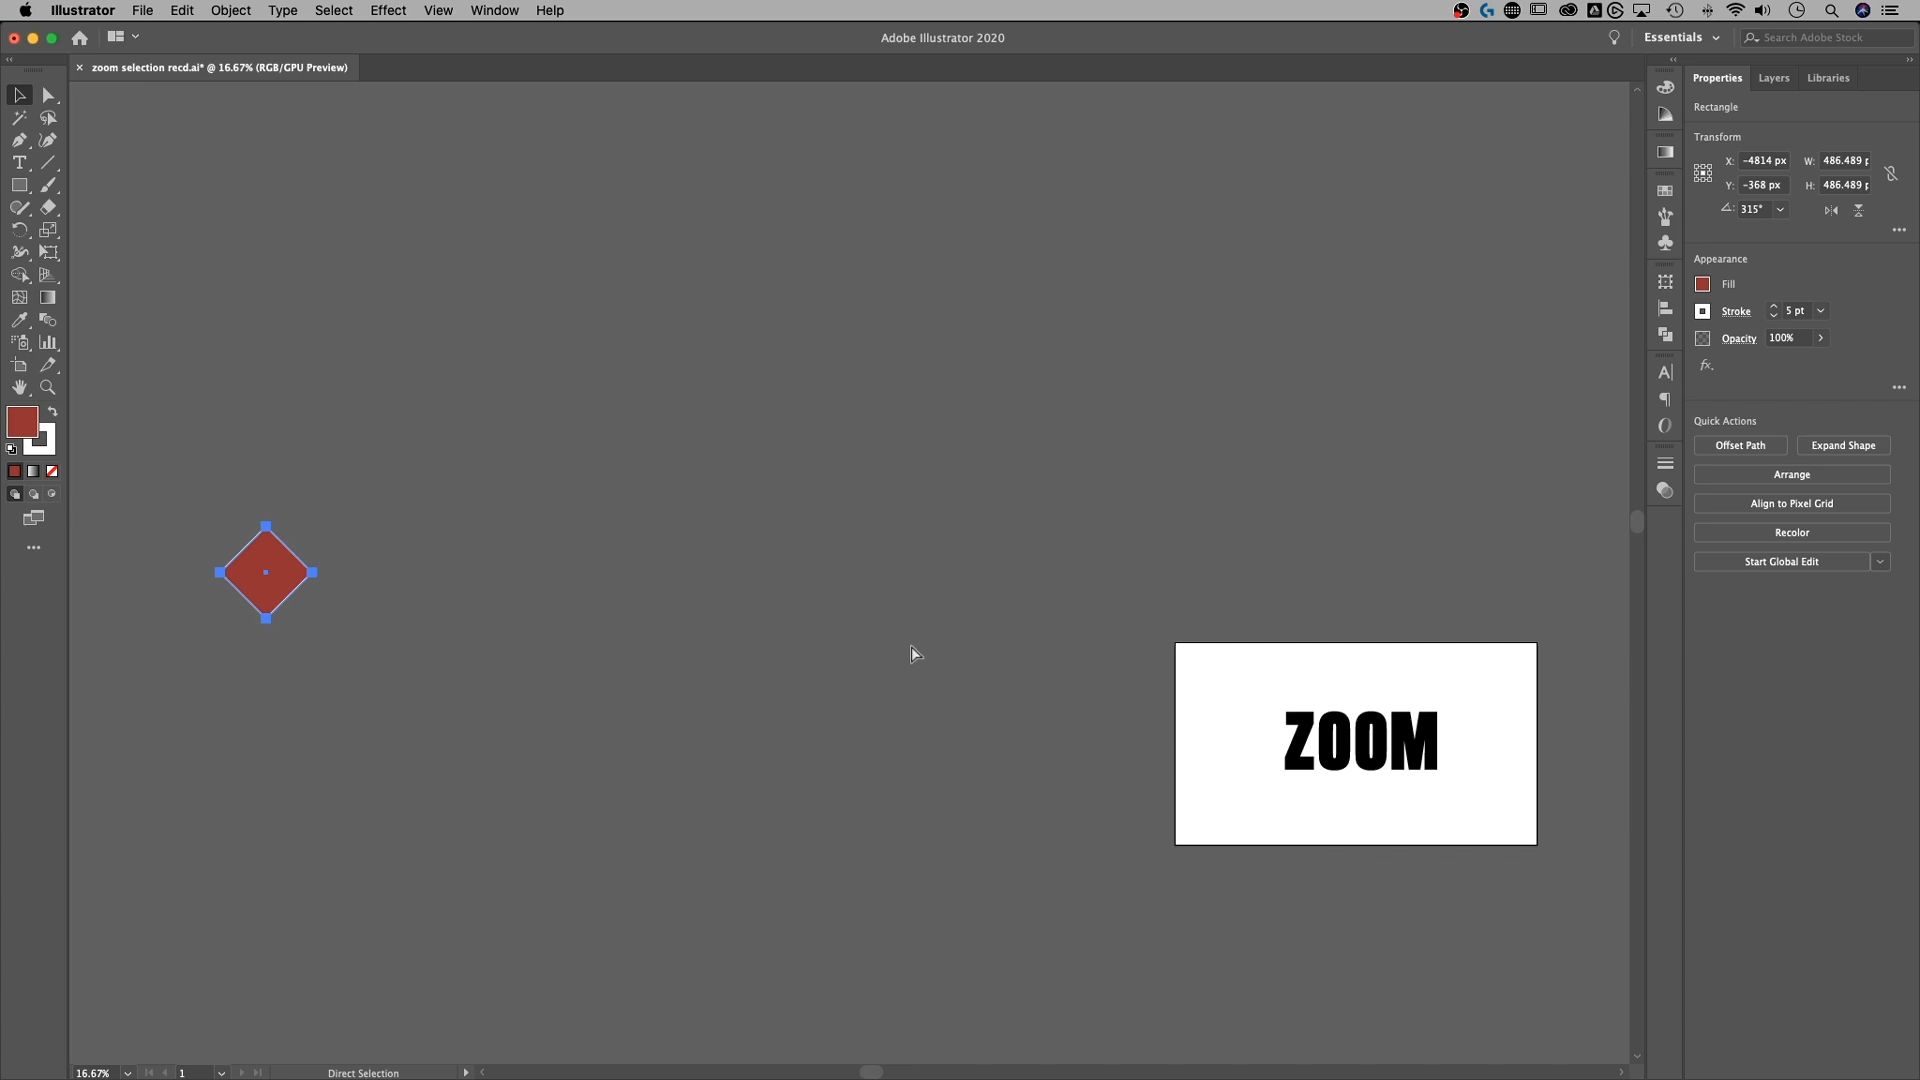 Illustrator File Edit Object Type Select Effect View Window Help
Adobe Illustrator 2020
Essentials
Search Adobe Stock
× zoom selection recd.ai* @ 16.67% (RGB/GPU Preview)
Properties Layers Libraries
Rectangle
Transform
X: -4814 px W: 486.489 p
Y: -368 px H: 486.489 p
315°
Appearance
Fill
Stroke 5 pt
Opacity 100%
fx.
Quick Actions
Offset Path Expand Shape
Arrange
Align to Pixel Grid
Recolor
Start Global Edit
ZOOM
16.67% 1 Direct Selection